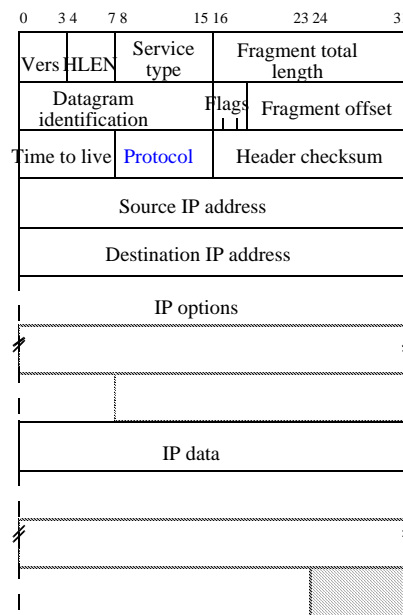 0 3 4 7 8 15 16 23 24 3
Vers HLEN Service type Fragment total length
Datagram identification Flags Fragment offset
Time to live Protocol Header checksum
Source IP address
Destination IP address
IP options
IP data